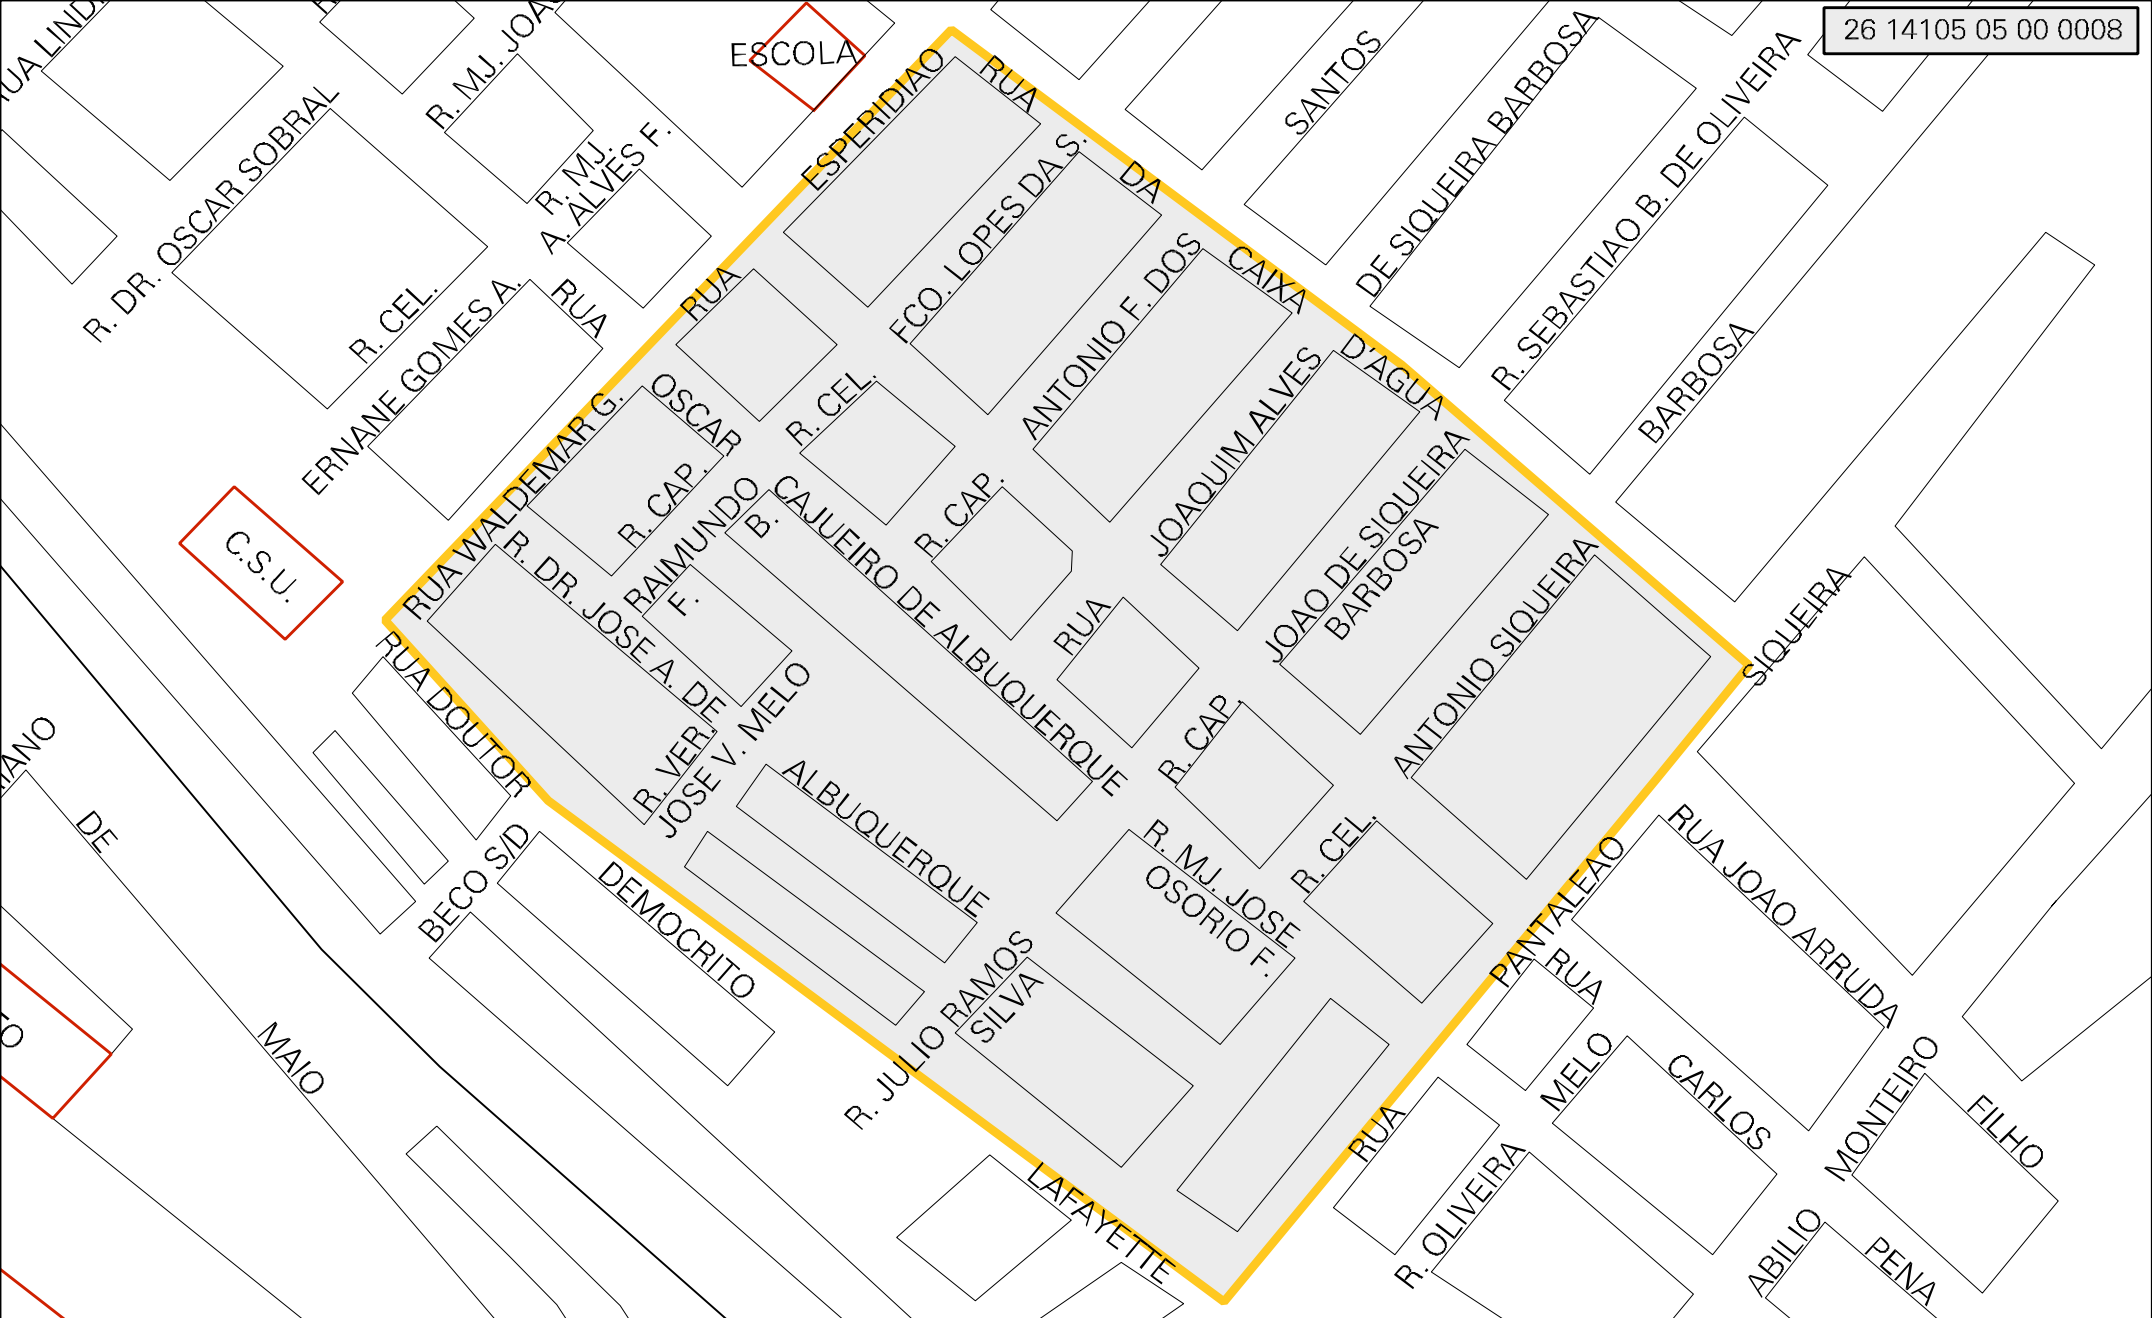 26 14105 05 00 0008
ESCOLA
R. DR. OSCAR SOBRAL
R. MJ.
A. ALVES F.
R. CEL.
ERNANE GOMES A.
RUA
C.S.U.
ESPERIDIAO
RUA
RUA WALDEMAR G.
RUA
DA
CAIXA
D'AGUA
SANTOS
DE SIQUEIRA BARBOSA
R. SEBASTIAO B. DE OLIVEIRA
BARBOSA
FCO. LOPES DA S.
ANTONIO F. DOS
JOAQUIM ALVES
JOAO DE SIQUEIRA
BARBOSA
ANTONIO SIQUEIRA
SIQUEIRA
OSCAR
R. CEL.
R. CAP.
RAIMUNDO
B.
F.
R. CAP.
CAJUEIRO DE ALBUQUERQUE
RUA
R. CAP.
R. DR. JOSE A. DE
R. VER.
JOSE V. MELO
ALBUQUERQUE
R. CEL.
R. MJ. JOSE
OSORIO F.
RUA DOUTOR
BECO S/D
DEMOCRITO
R. JULIO RAMOS
SILVA
LAFAYETTE
PANTALEAO
RUA
RUA JOAO ARRUDA
RUA
MELO
CARLOS
R. OLIVEIRA
MONTEIRO
FILHO
ABILIO
PENA
DE
MAIO